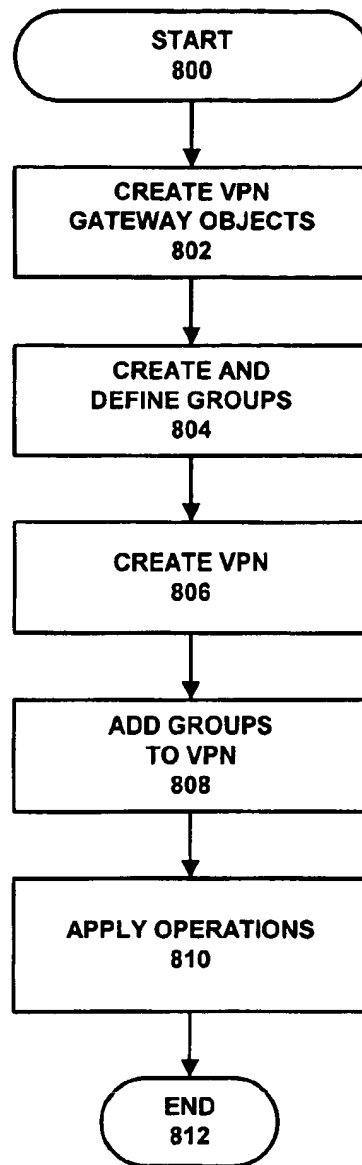 START
800
CREATE VPN
GATEWAY OBJECTS
802
CREATE AND
DEFINE GROUPS
804
CREATE VPN
806
ADD GROUPS
TO VPN
808
APPLY OPERATIONS
810
END
812